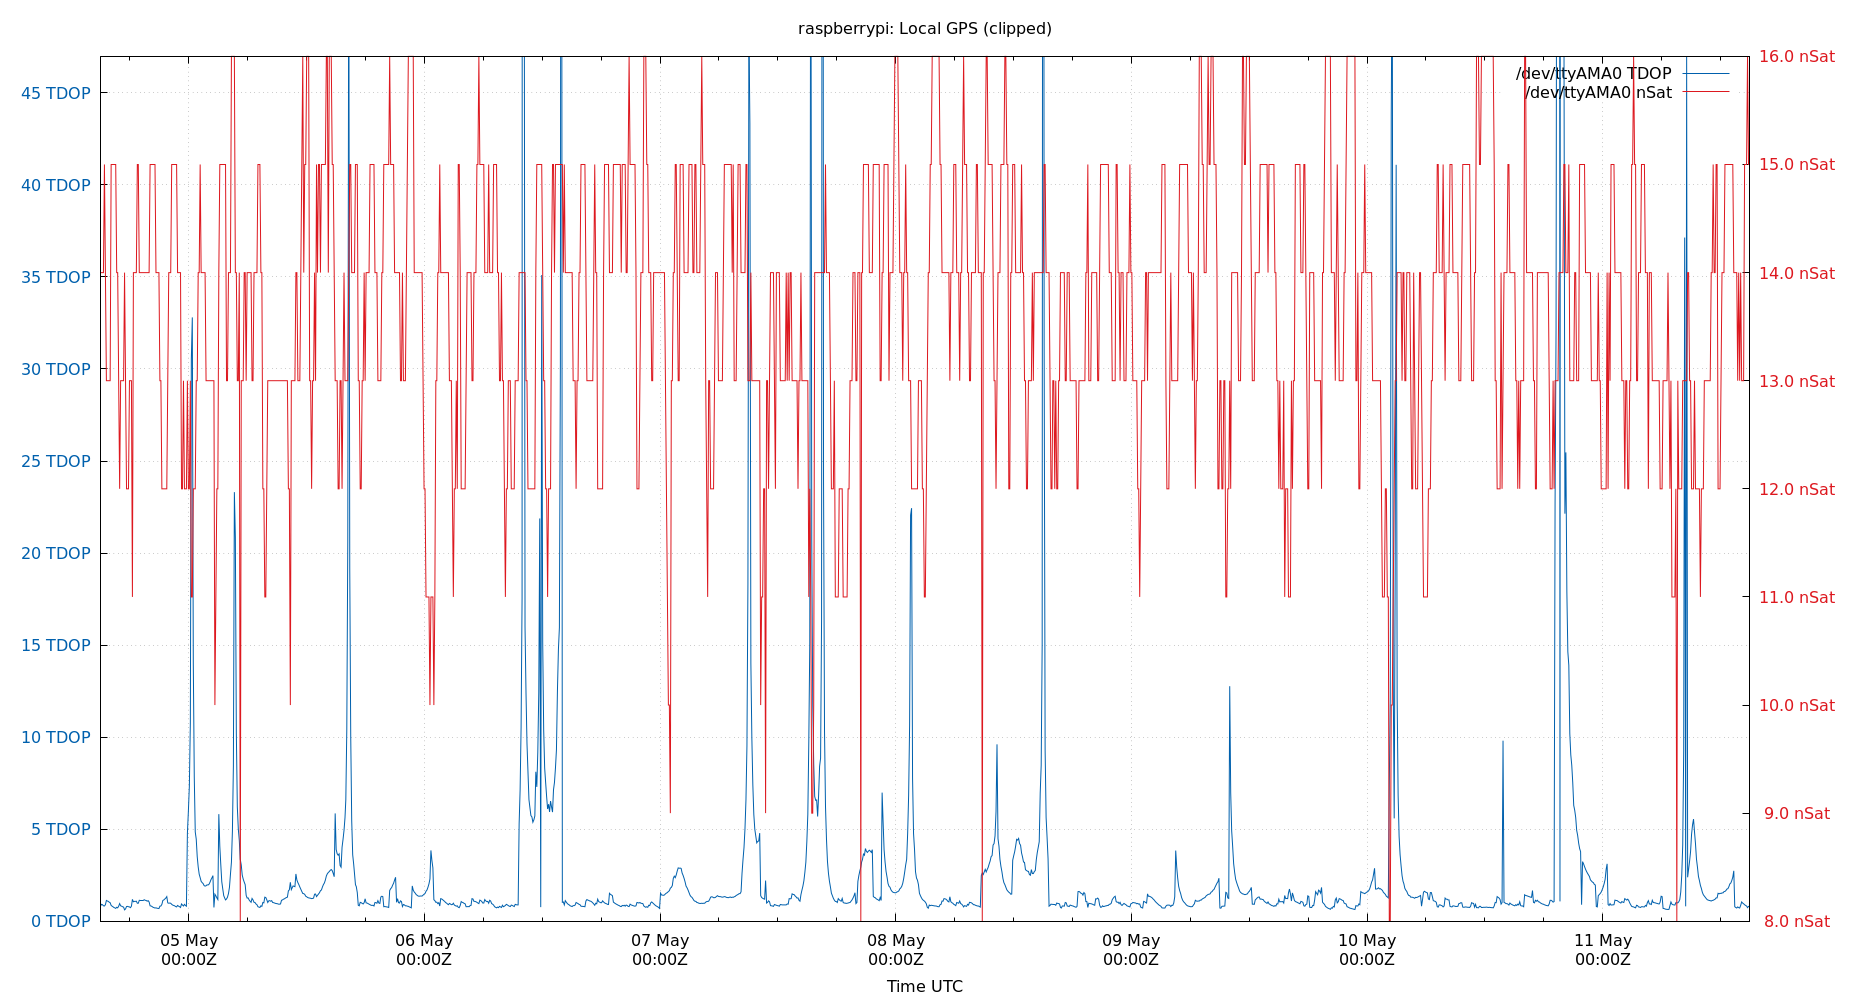 raspberrypi: Local GPS (clipped)
/dev/ttyAMA0 TDOP
/dev/ttyAMA0 nSat
45 TDOP
40 TDOP
35 TDOP
30 TDOP
25 TDOP
20 TDOP
15 TDOP
10 TDOP
5 TDOP
0 TDOP
16.0 nSat
15.0 nSat
14.0 nSat
13.0 nSat
12.0 nSat
11.0 nSat
10.0 nSat
9.0 nSat
8.0 nSat
05 May
00:00Z
06 May
00:00Z
07 May
00:00Z
08 May
00:00Z
09 May
00:00Z
10 May
00:00Z
11 May
00:00Z
Time UTC